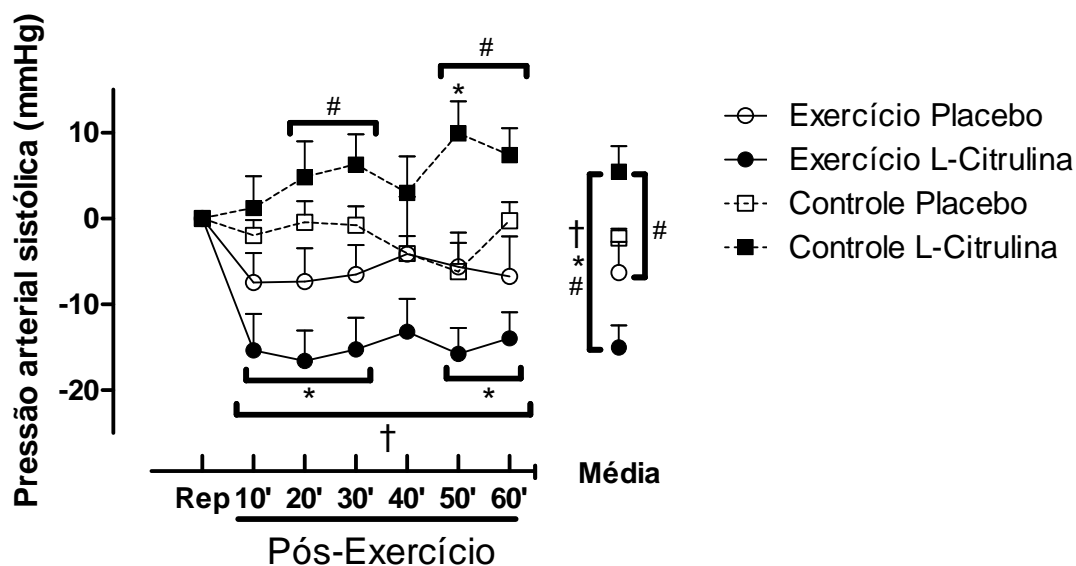 Pressão arterial sistólica (mmHg)
10
0
-10
-20
#
#
*
*
*
†
Rep 10' 20' 30' 40' 50' 60'
Pós-Exercício
†
*
#
#
Média
Exercício Placebo
Exercício L-Citrulina
Controle Placebo
Controle L-Citrulina